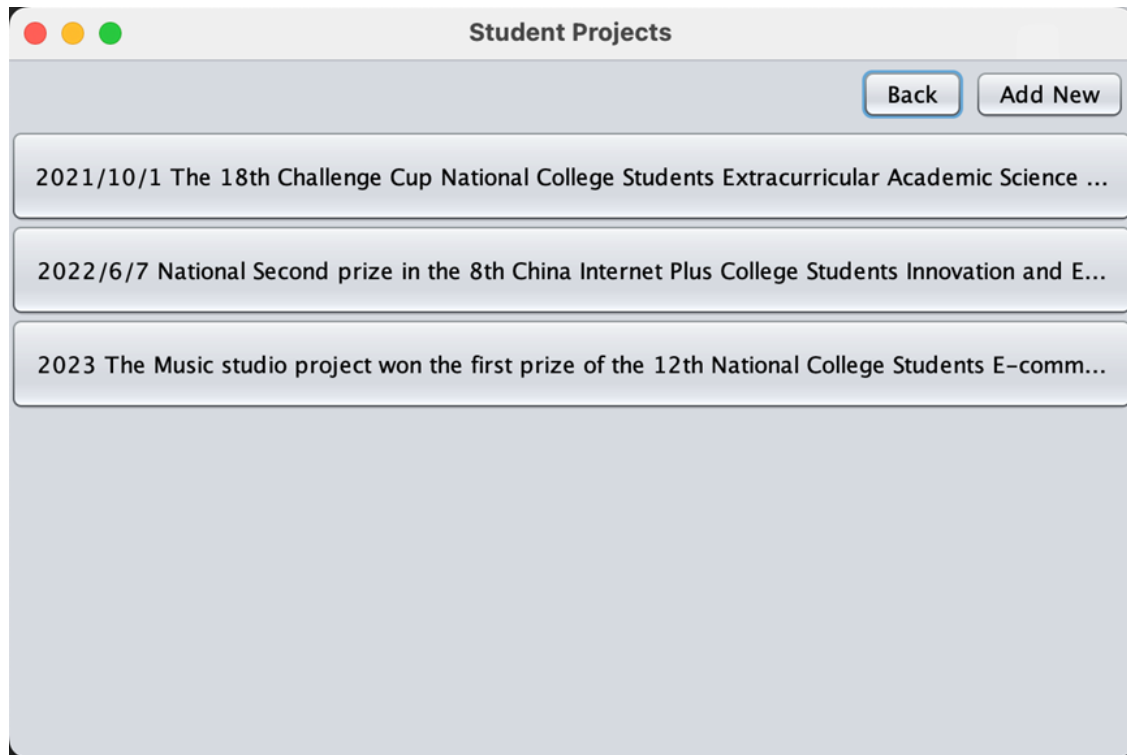 Student Projects
Back Add New
2021/10/1 The 18th Challenge Cup National College Students Extracurricular Academic Science ...
2022/6/7 National Second prize in the 8th China Internet Plus College Students Innovation and E...
2023 The Music studio project won the first prize of the 12th National College Students E-comm...